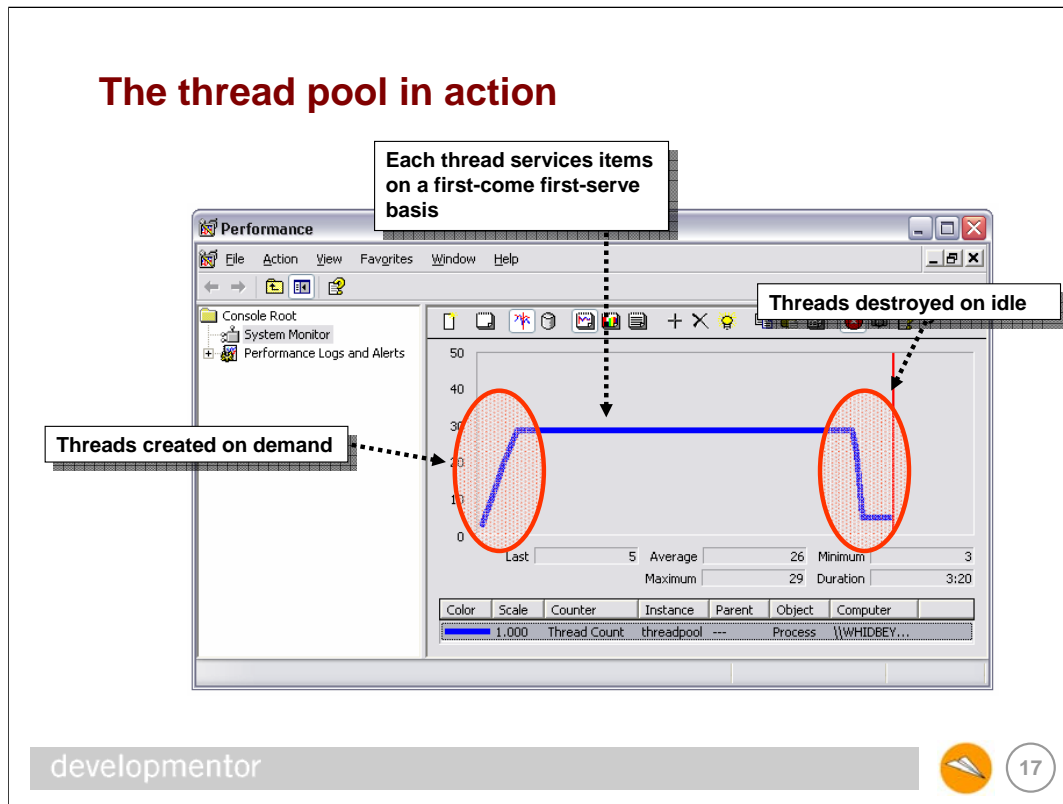 The thread pool in action
Each thread services items
on a first-come first-serve
basis
Performance
File Action View Favorites Window Help
Threads destroyed on idle
Console Root
System Monitor
Performance Logs and Alerts
Threads created on demand
50
40
30
20
10
0
Last 5 Average 26 Minimum 3
Maximum 29 Duration 3:20
Color Scale Counter Instance Parent Object Computer
1.000 Thread Count threadpool --- Process \\WHIDBEY...
developmentor
17